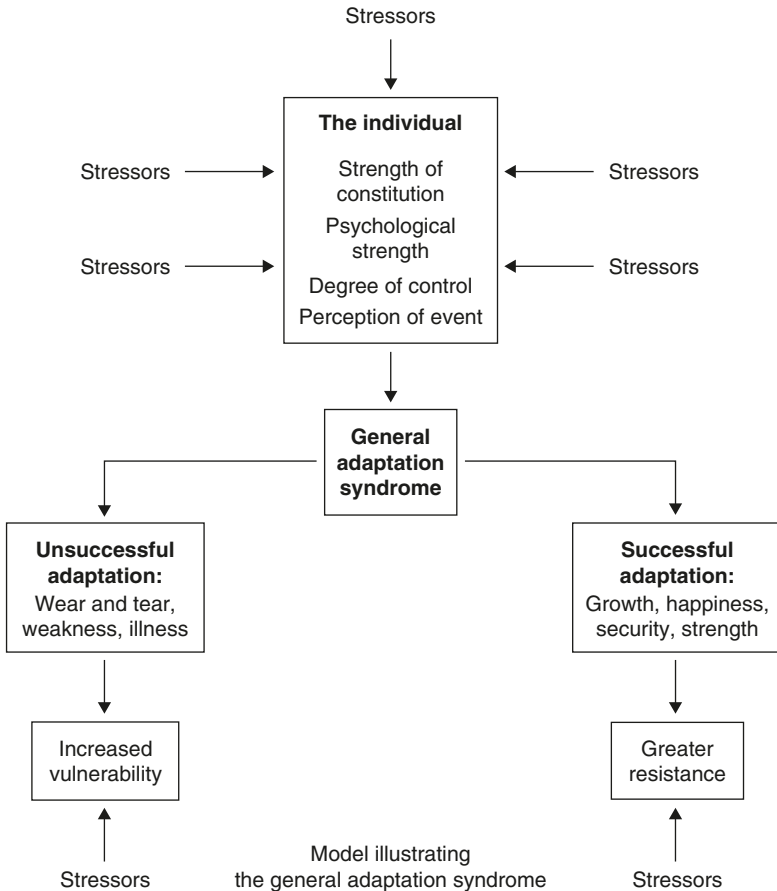 Stressors
The individual
Strength of
constitution
Psychological
strength
Degree of control
Perception of event
Stressors
Stressors
Stressors
Stressors
General
adaptation
syndrome
Unsuccessful
adaptation:
Wear and tear,
weakness, illness
Successful
adaptation:
Growth, happiness,
security, strength
Increased
vulnerability
Greater
resistance
Stressors
Model illustrating
the general adaptation syndrome
Stressors